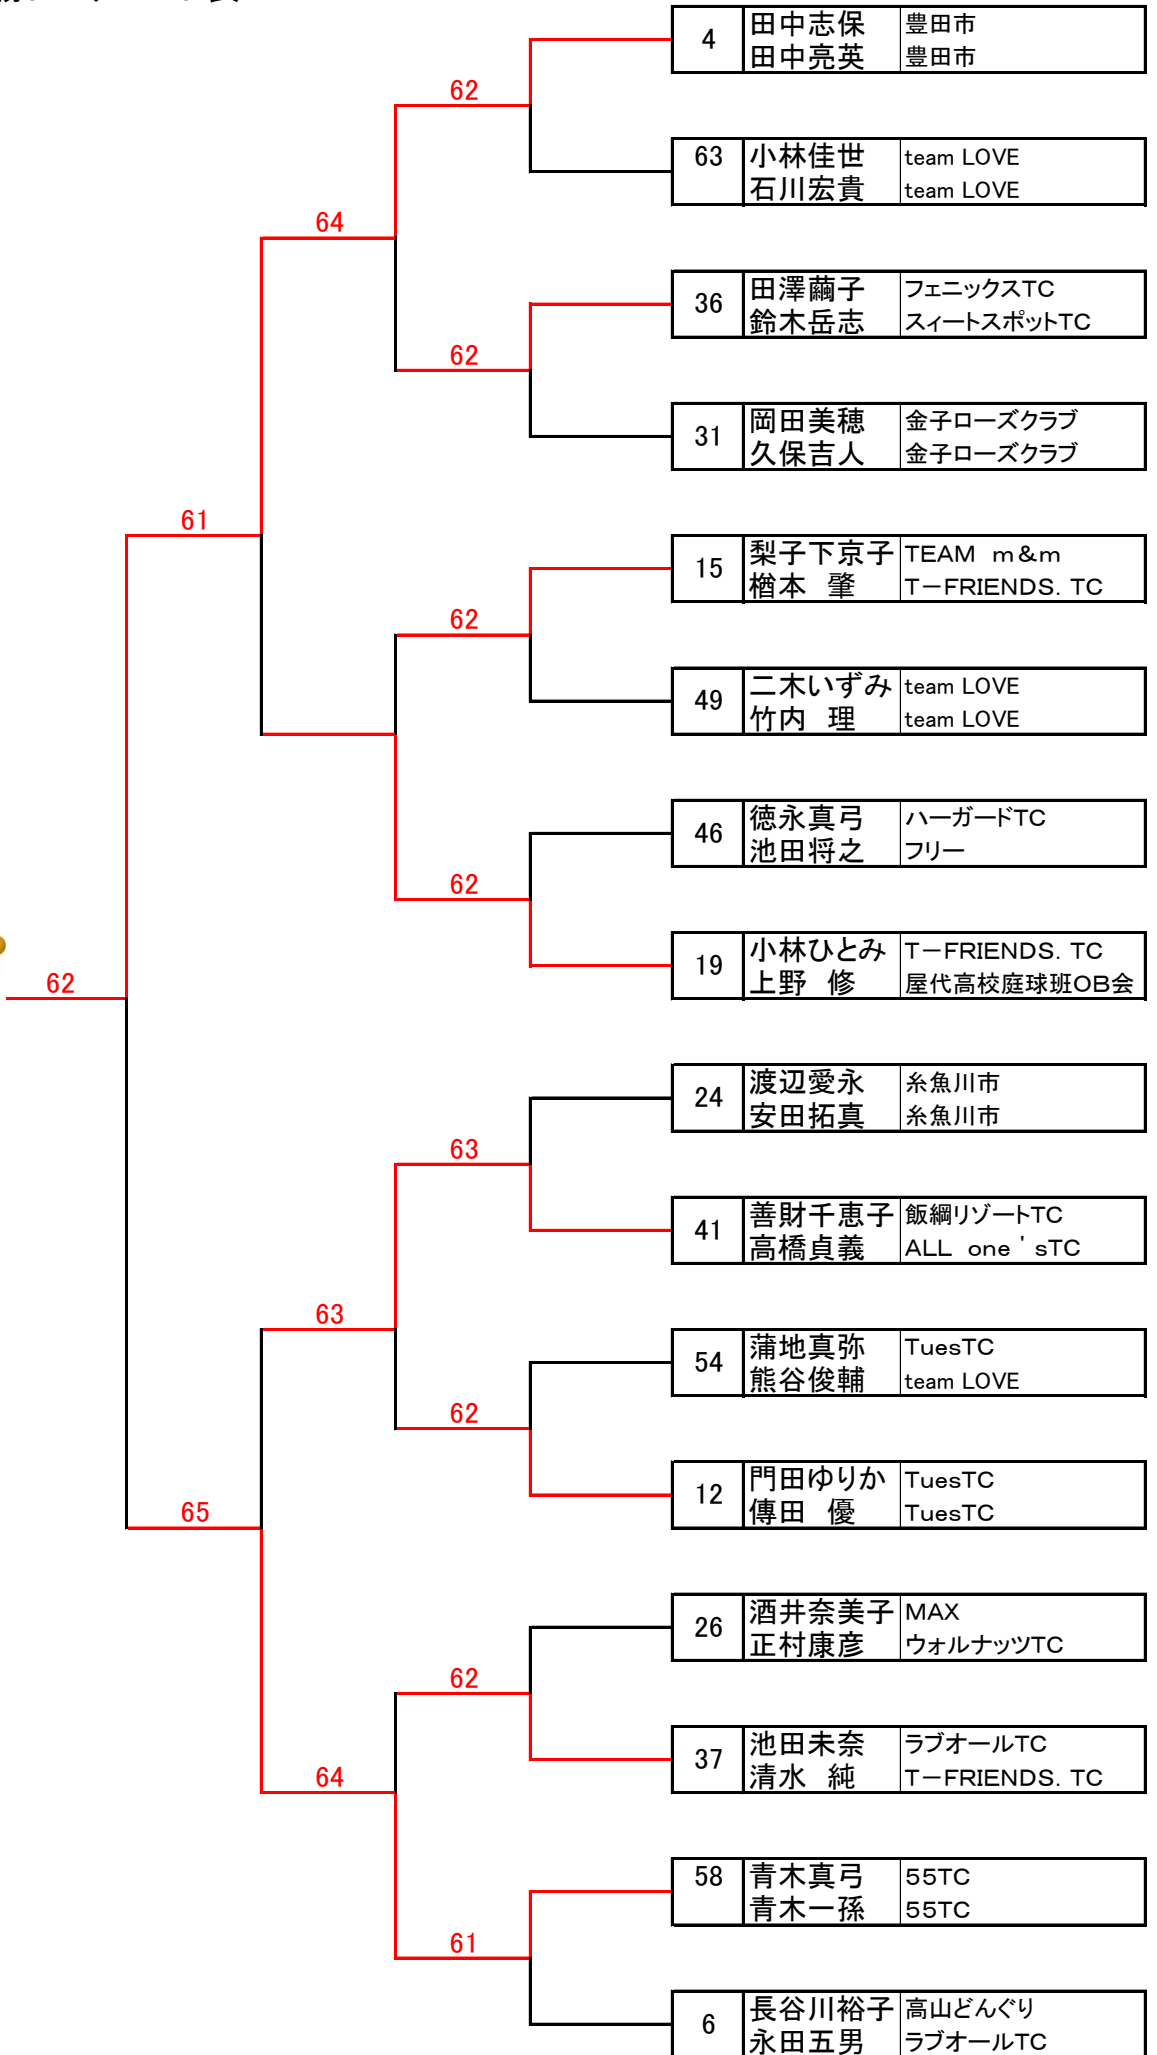 4 田中志保 豊田市
田中亮英 豊田市
62
63 小林佳世 team LOVE
石川宏貴 team LOVE
64
36 田澤繭子 フェニックスTC
鈴木岳志 スィートスポットTC
62
31 岡田美穂 金子ローズクラブ
久保吉人 金子ローズクラブ
61
15 梨子下京子 TEAM m&m
楢本 肇 T－FRIENDS．TC
62
49 二木いずみ team LOVE
竹内 理 team LOVE
46 徳永真弓 ハーガードTC
池田将之 フリー
62
19 小林ひとみ T－FRIENDS．TC
上野 修 屋代高校庭球班OB会
62
24 渡辺愛永 糸魚川市
安田拓真 糸魚川市
63
41 善財千恵子 飯綱リゾートTC
高橋貞義 ALL one'sTC
63
54 蒲地真弥 TuesTC
熊谷俊輔 team LOVE
62
12 門田ゆりか TuesTC
傳田 優 TuesTC
65
26 酒井奈美子 MAX
正村康彦 ウォルナッツTC
62
37 池田未奈 ラブオールTC
清水 純 T－FRIENDS．TC
64
58 青木真弓 55TC
青木一孫 55TC
61
6 長谷川裕子 高山どんぐり
永田五男 ラブオールTC